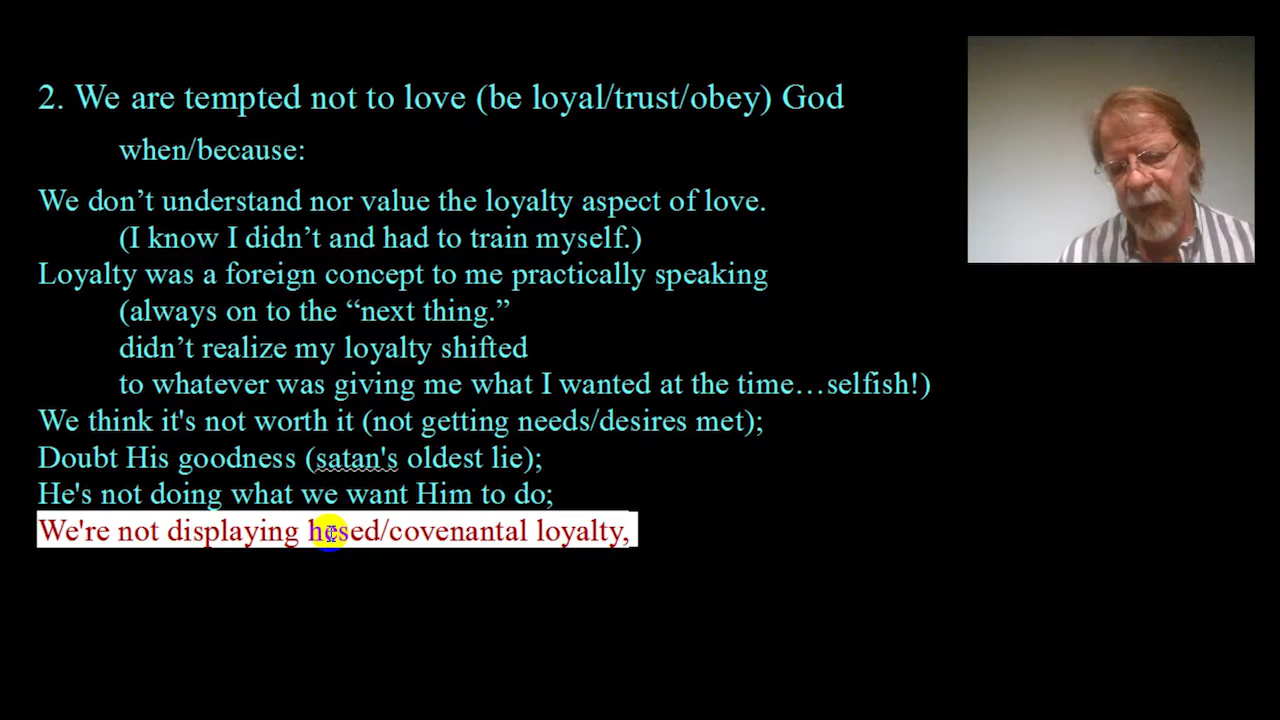 2. We are tempted not to love (be loyal/trust/obey) God
when/because:
We don’t understand nor value the loyalty aspect of love.
(I know I didn’t and had to train myself.)
Loyalty was a foreign concept to me practically speaking
(always on to the “next thing.”
didn’t realize my loyalty shifted
to whatever was giving me what I wanted at the time…selfish!)
We think it's not worth it (not getting needs/desires met);
Doubt His goodness (satan's oldest lie);
He's not doing what we want Him to do;
We're not displaying hesed/covenantal loyalty,